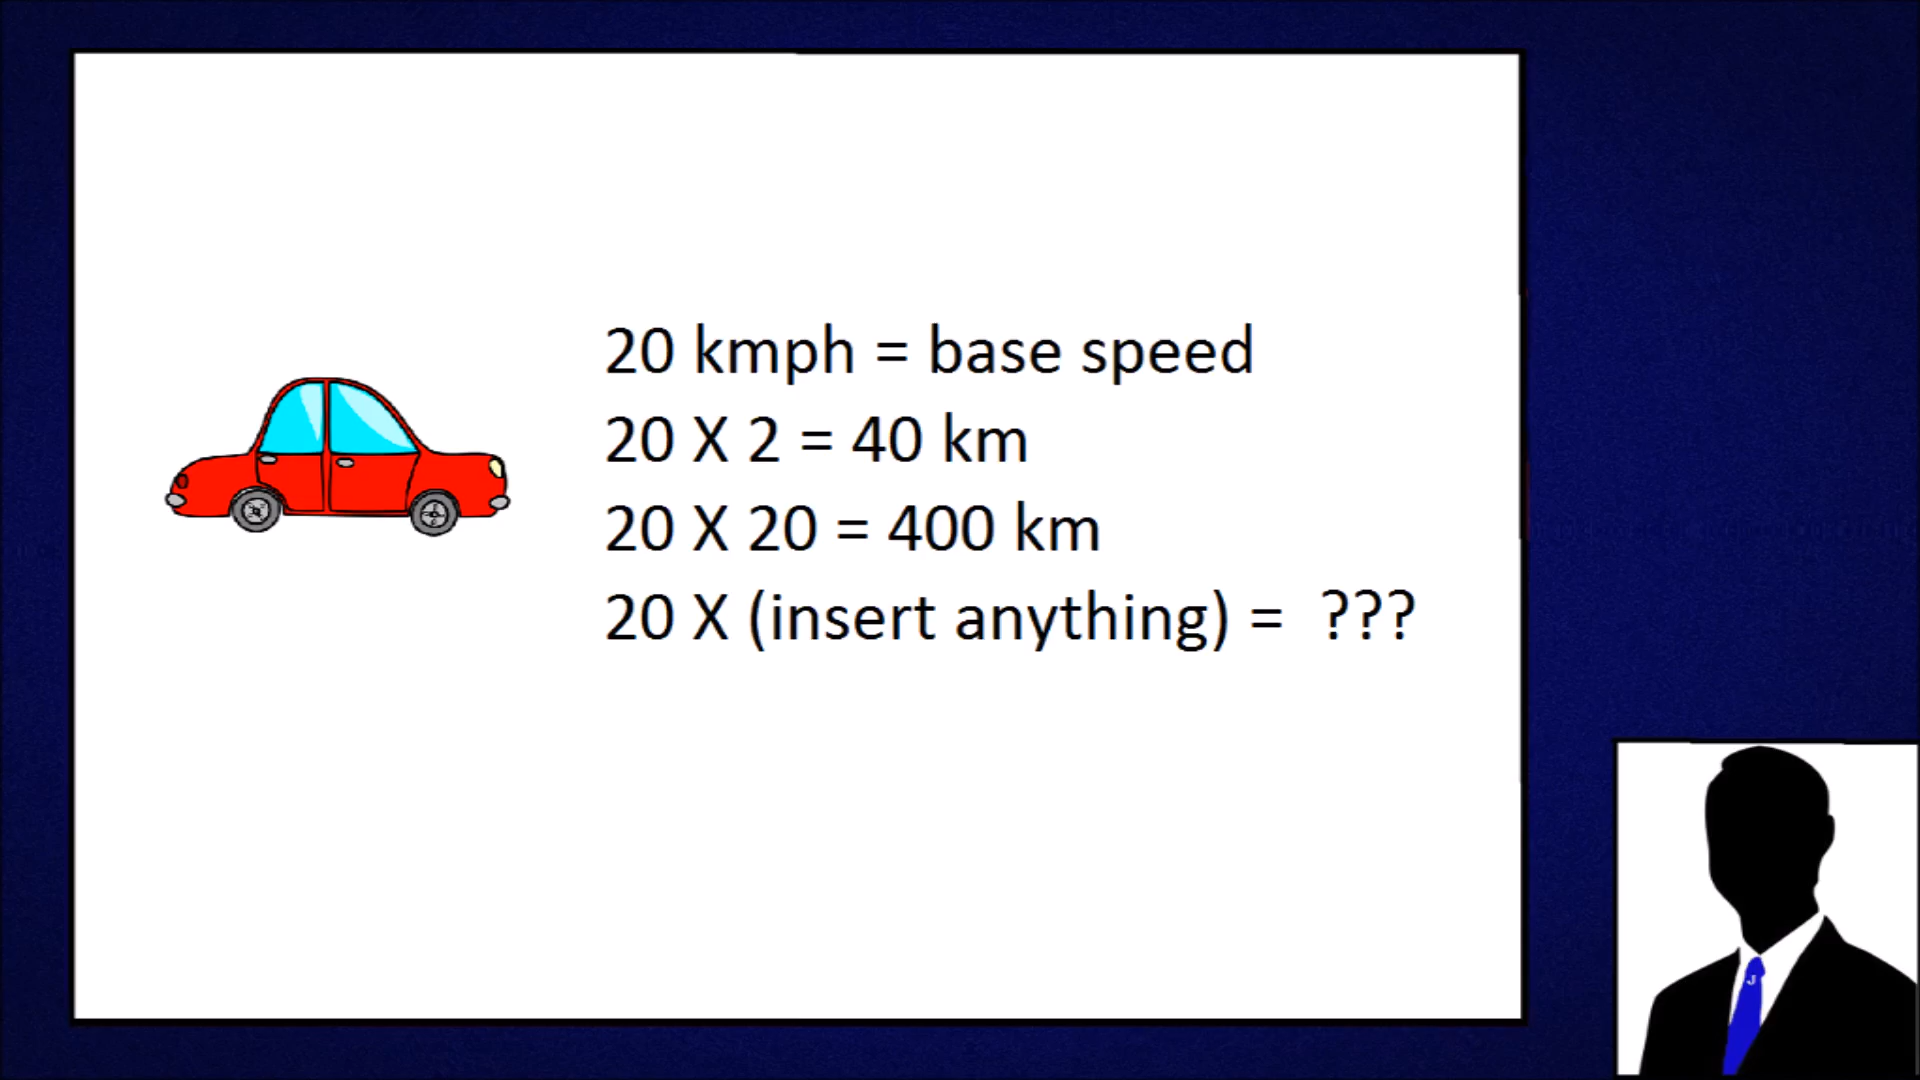 20 kmph = base speed
20 X 2 = 40 km
20 X 20 = 400 km
20 X (insert anything) = ???
J